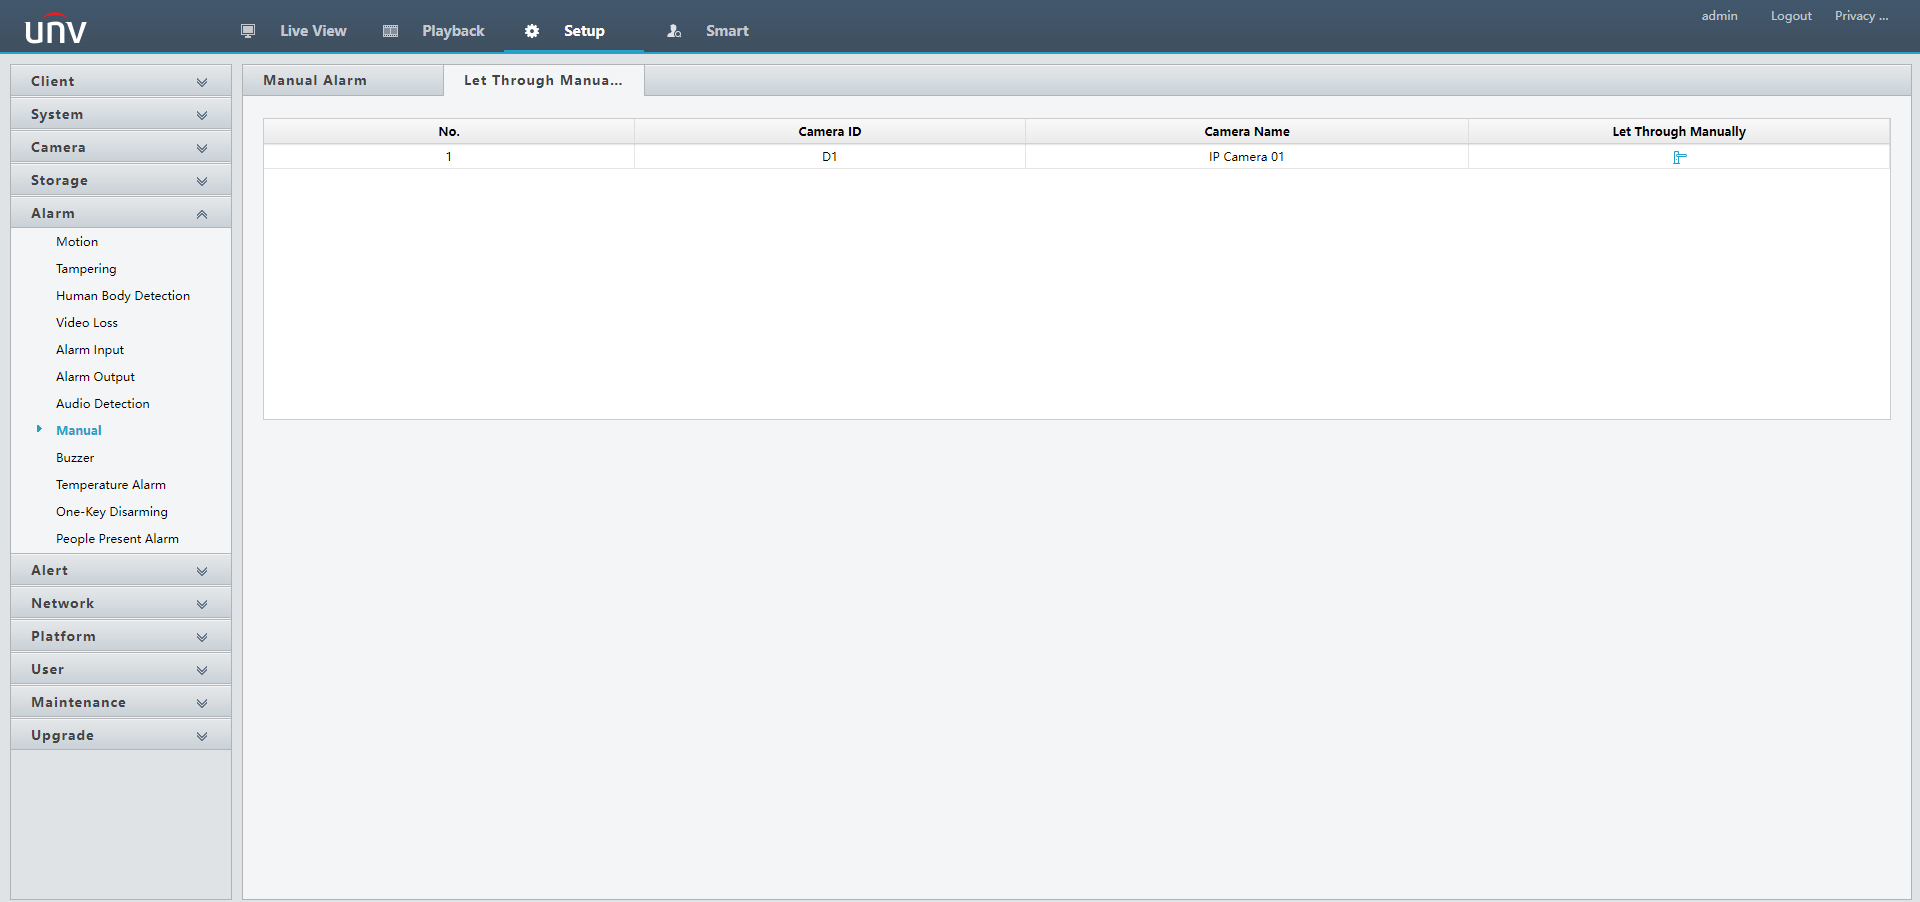 unv
Live View
Playback
Setup
Smart
admin
Logout
Privacy ...
Client
System
Camera
Storage
Alarm
Motion
Tampering
Human Body Detection
Video Loss
Alarm Input
Alarm Output
Audio Detection
Manual
Buzzer
Temperature Alarm
One-Key Disarming
People Present Alarm
Alert
Network
Platform
User
Maintenance
Upgrade
Manual Alarm
Let Through Manua...
No. Camera ID Camera Name Let Through Manually
1 D1 IP Camera 01